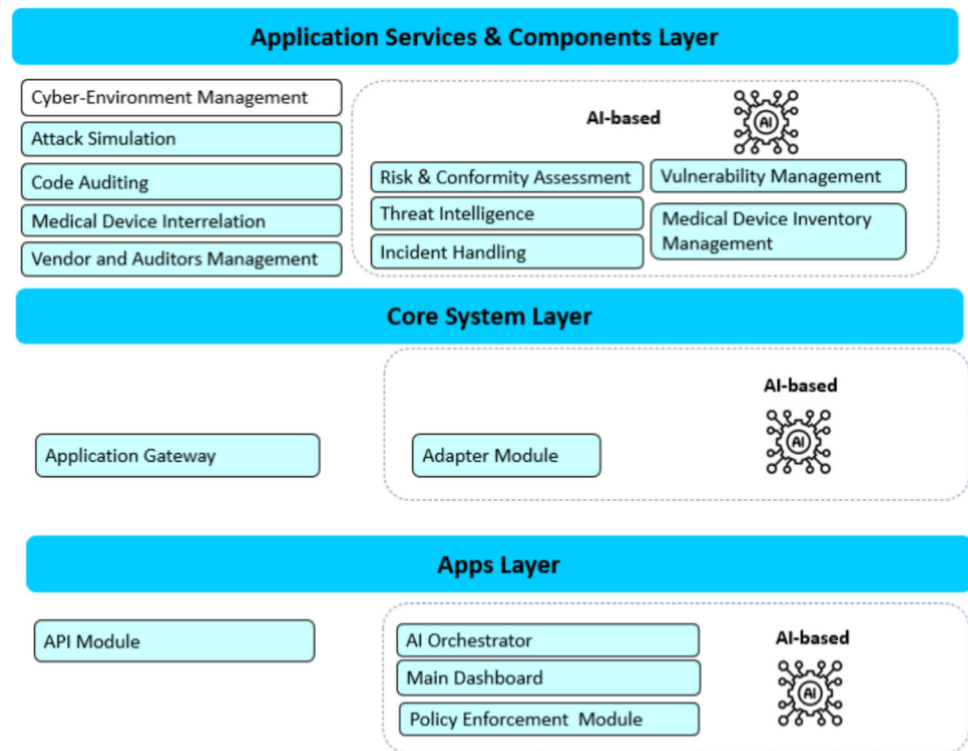 Application Services & Components Layer
Cyber-Environment Management
Attack Simulation
Code Auditing
Medical Device Interrelation
Vendor and Auditors Management
AI-based
AI
Risk & Conformity Assessment
Threat Intelligence
Incident Handling
Vulnerability Management
Medical Device Inventory
Management
Core System Layer
Application Gateway
Adapter Module
AI-based
AI
Apps Layer
API Module
AI Orchestrator
Main Dashboard
Policy Enforcement Module
AI-based
AI